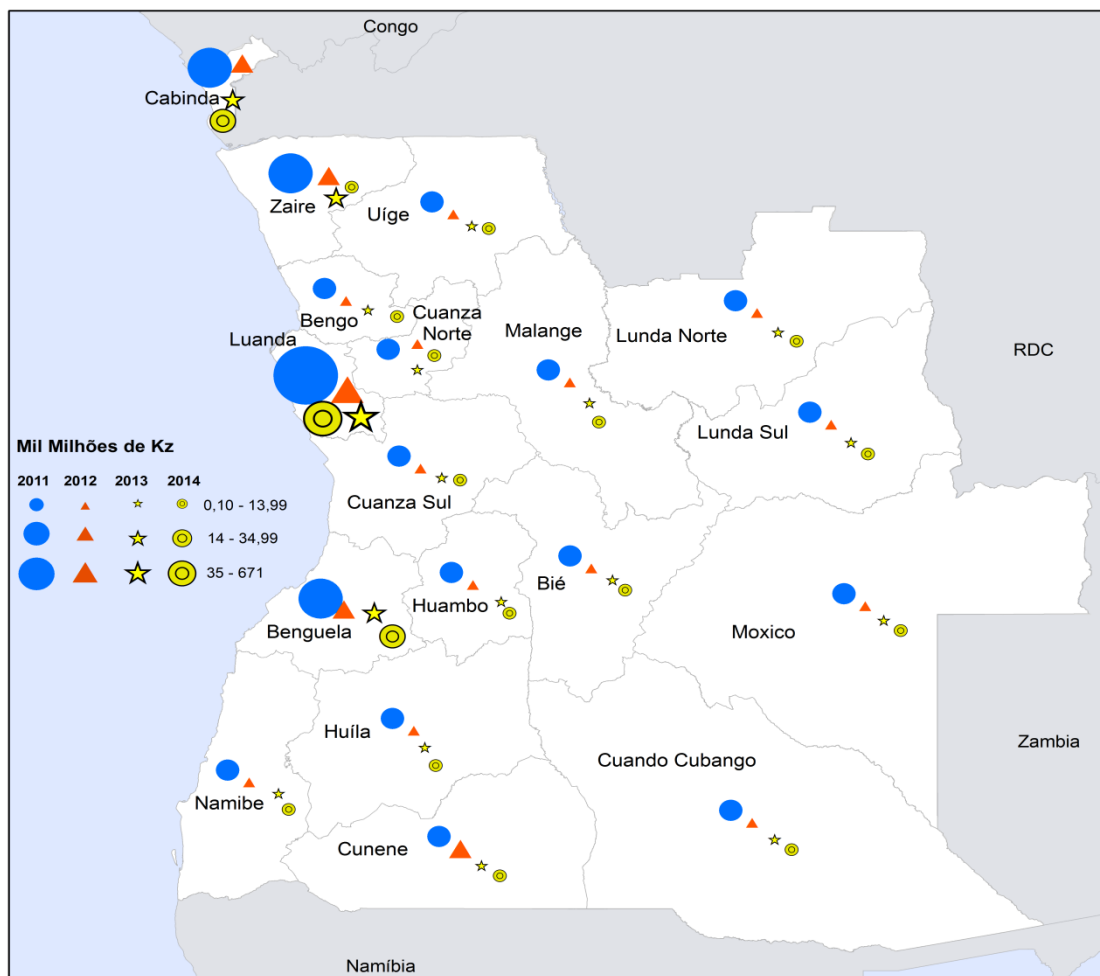 Congo
Cabinda
Zaire
Uíge
Bengo
Cuanza
Norte
Malange
Lunda Norte
Luanda
RDC
Lunda Sul
Mil Milhões de Kz
2011 2012 2013 2014
0,10 - 13,99
14 - 34,99
35 - 671
Cuanza Sul
Bié
Huambo
Benguela
Moxico
Huíla
Cuando Cubango
Zambia
Namibe
Cunene
Namíbia